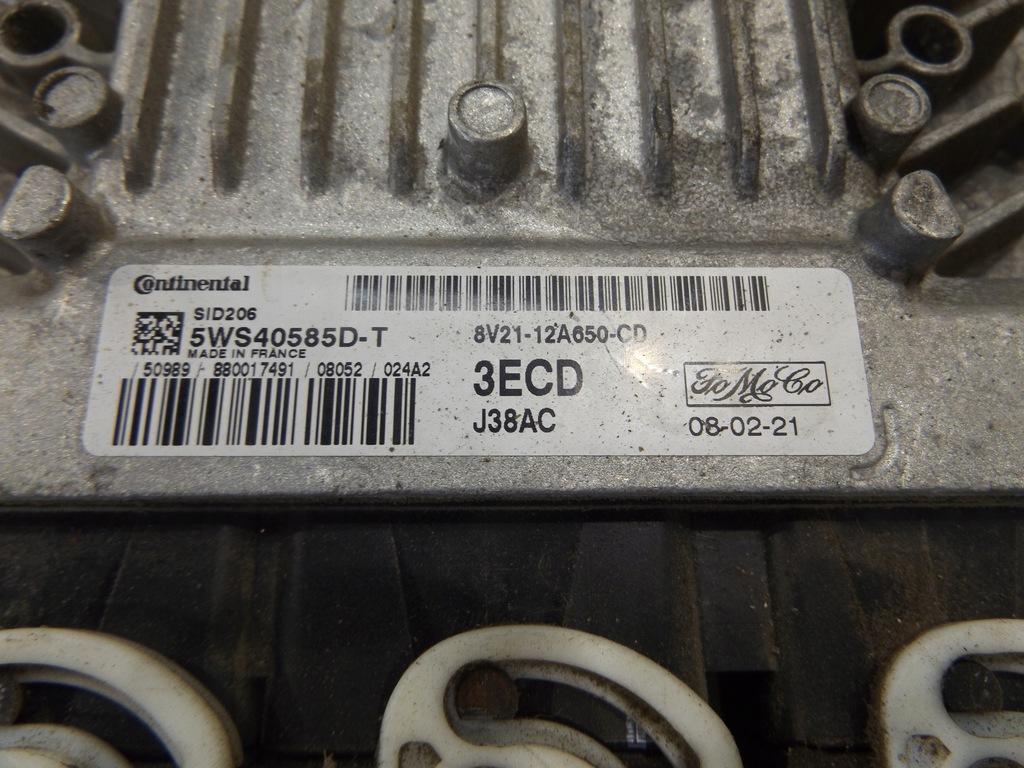 Continental
SID206
5WS40585D-T
MADE IN FRANCE
/ 50989 / 880017491 / 08052 / 024A2
8V21-12A650-CD
3ECD
J38AC
FoMoCo
08-02-21